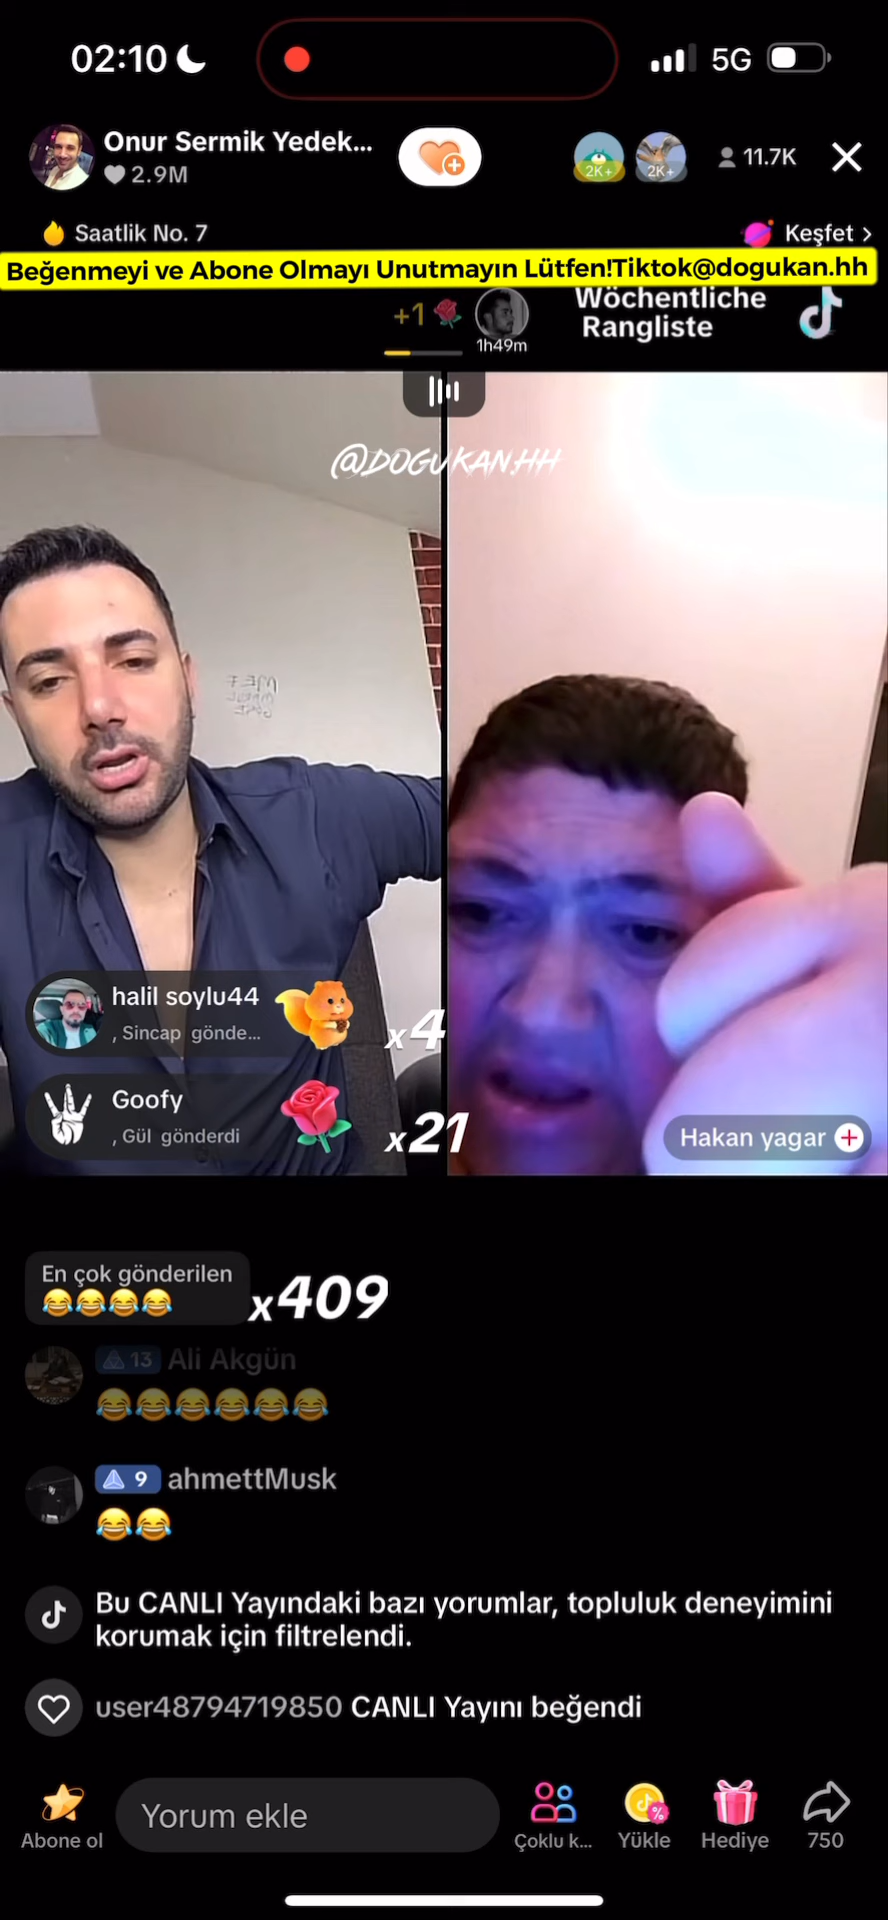 02:10
5G
Onur Sermik Yedek...
2.9M
2K+
2K+
11.7K
Saatlik No. 7
Keşfet >
Beğenmeyi ve Abone Olmayı Unutmayın Lütfen!Tiktok@dogukan.hh
+1
1h49m
Wöchentliche
Rangliste
@DOGUKAN.HH
halil soylu44
, Sincap gönde...
x4
Goofy
, Gül gönderdi
x21
Hakan yagar
En çok gönderilen
x409
13 Ali Akgün
9 ahmettMusk
Bu CANLI Yayındaki bazı yorumlar, topluluk deneyimini
korumak için filtrelendi.
user48794719850 CANLI Yayını beğendi
Yorum ekle
Abone ol
Çoklu k...
Yükle
Hediye
750